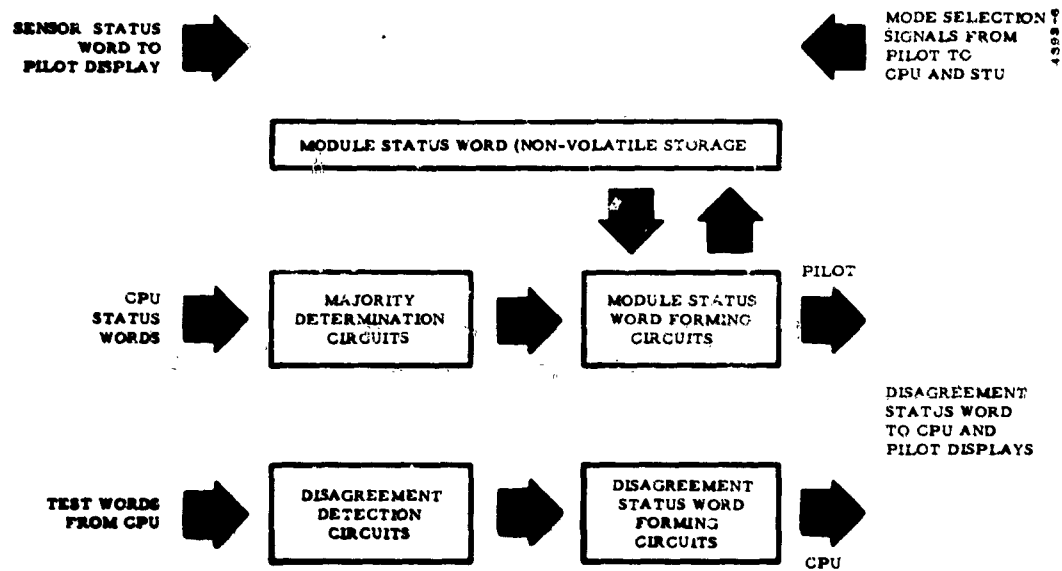 SENSOR STATUS
WORD TO
PILOT DISPLAY
MODE SELECTION
SIGNALS FROM
PILOT TO
CPU AND STU
4393-6
MODULE STATUS WORD (NON-VOLATILE STORAGE
CPU
STATUS
WORDS
MAJORITY
DETERMINATION
CIRCUITS
MODULE STATUS
WORD FORMING
CIRCUITS
PILOT
DISAGREEMENT
STATUS WORD
TO CPU AND
PILOT DISPLAYS
TEST WORDS
FROM CPU
DISAGREEMENT
DETECTION
CIRCUITS
DISAGREEMENT
STATUS WORD
FORMING
CIRCUITS
CPU